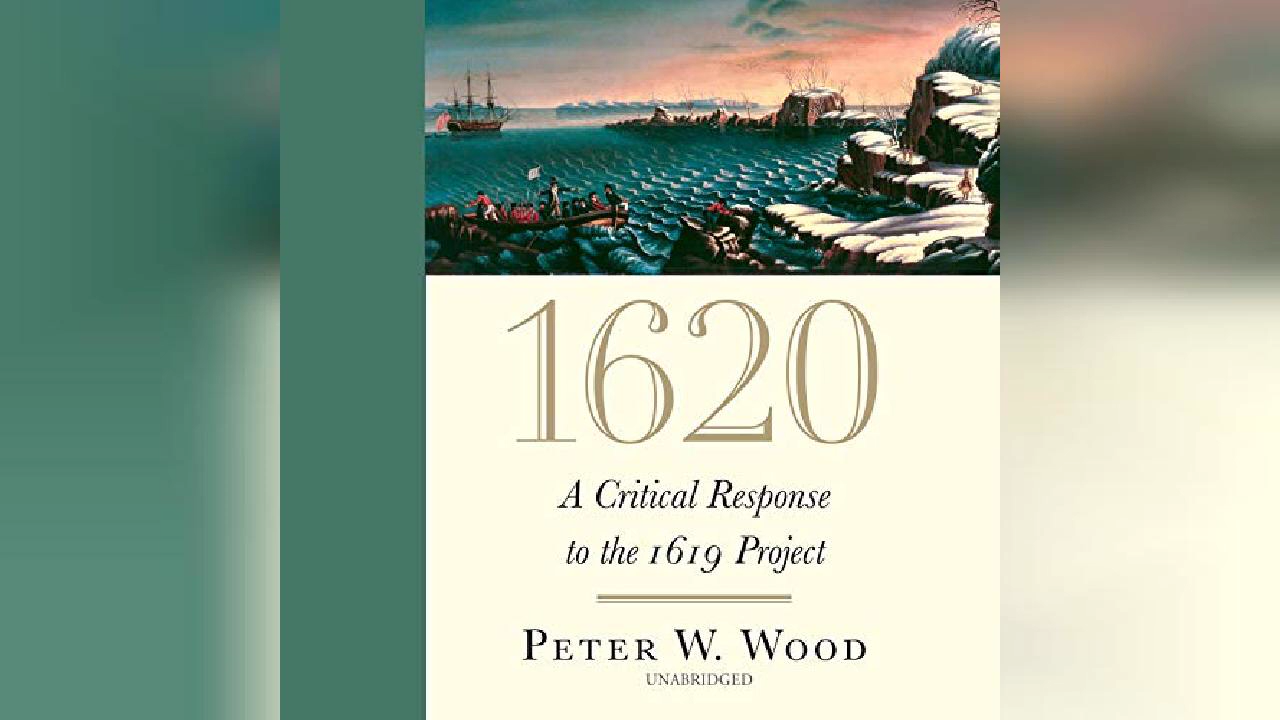 1620
A Critical Response
to the 1619 Project
PETER W. WOOD
UNABRIDGED